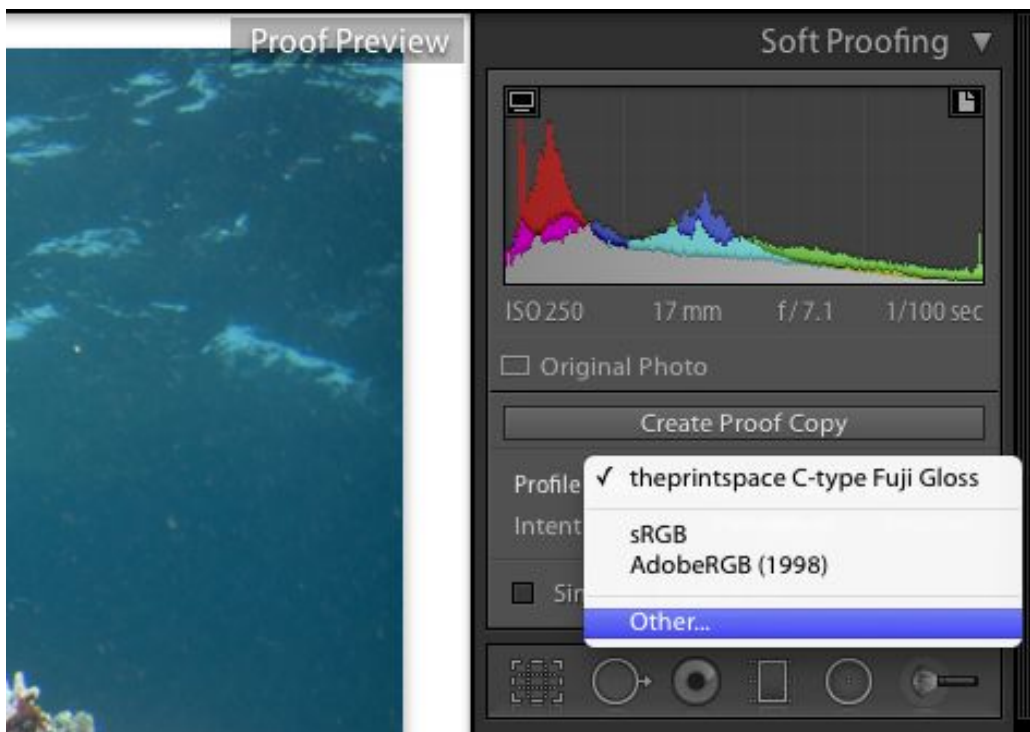 Proof Preview
Soft Proofing
ISO 250 17 mm f/7.1 1/100 sec
Original Photo
Create Proof Copy
Profile ✓ theprintspace C-type Fuji Gloss
Intent
sRGB
AdobeRGB (1998)
Other...